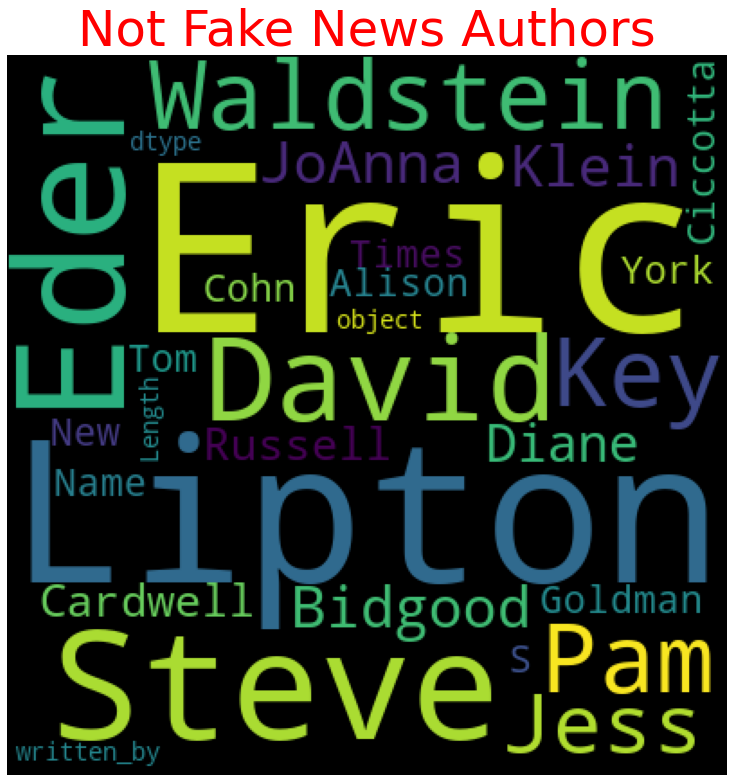 Not Fake News Authors
Waldstein
Ciccotta
Eder
dtype
JoAnna
Klein
Eric
Times
York
Alison
Cohn
object
David
Key
Tom
Length
New
Russell
Diane
Name
Lipton
Cardwell
Bidgood
Goldman
Steve
S
Pam
Jess
written_by